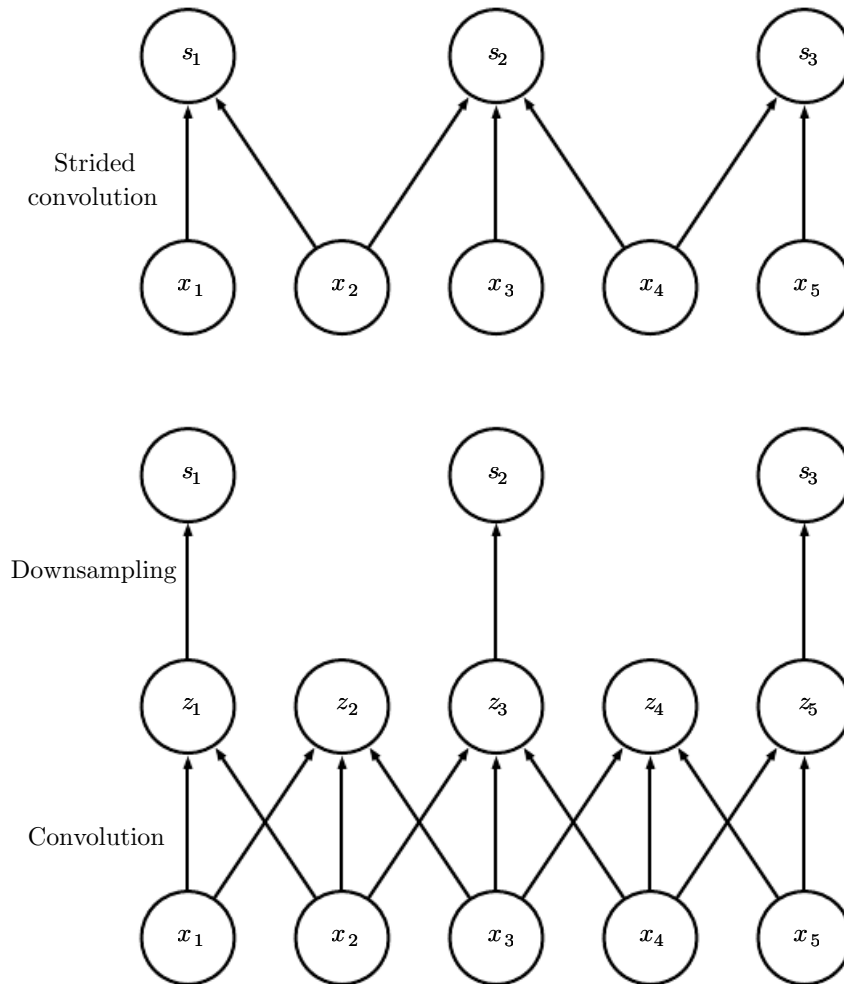 s₁ s₂ s₃
Strided
convolution
x₁ x₂ x₃ x₄ x₅
s₁ s₂ s₃
Downsampling
z₁ z₂ z₃ z₄ z₅
Convolution
x₁ x₂ x₃ x₄ x₅